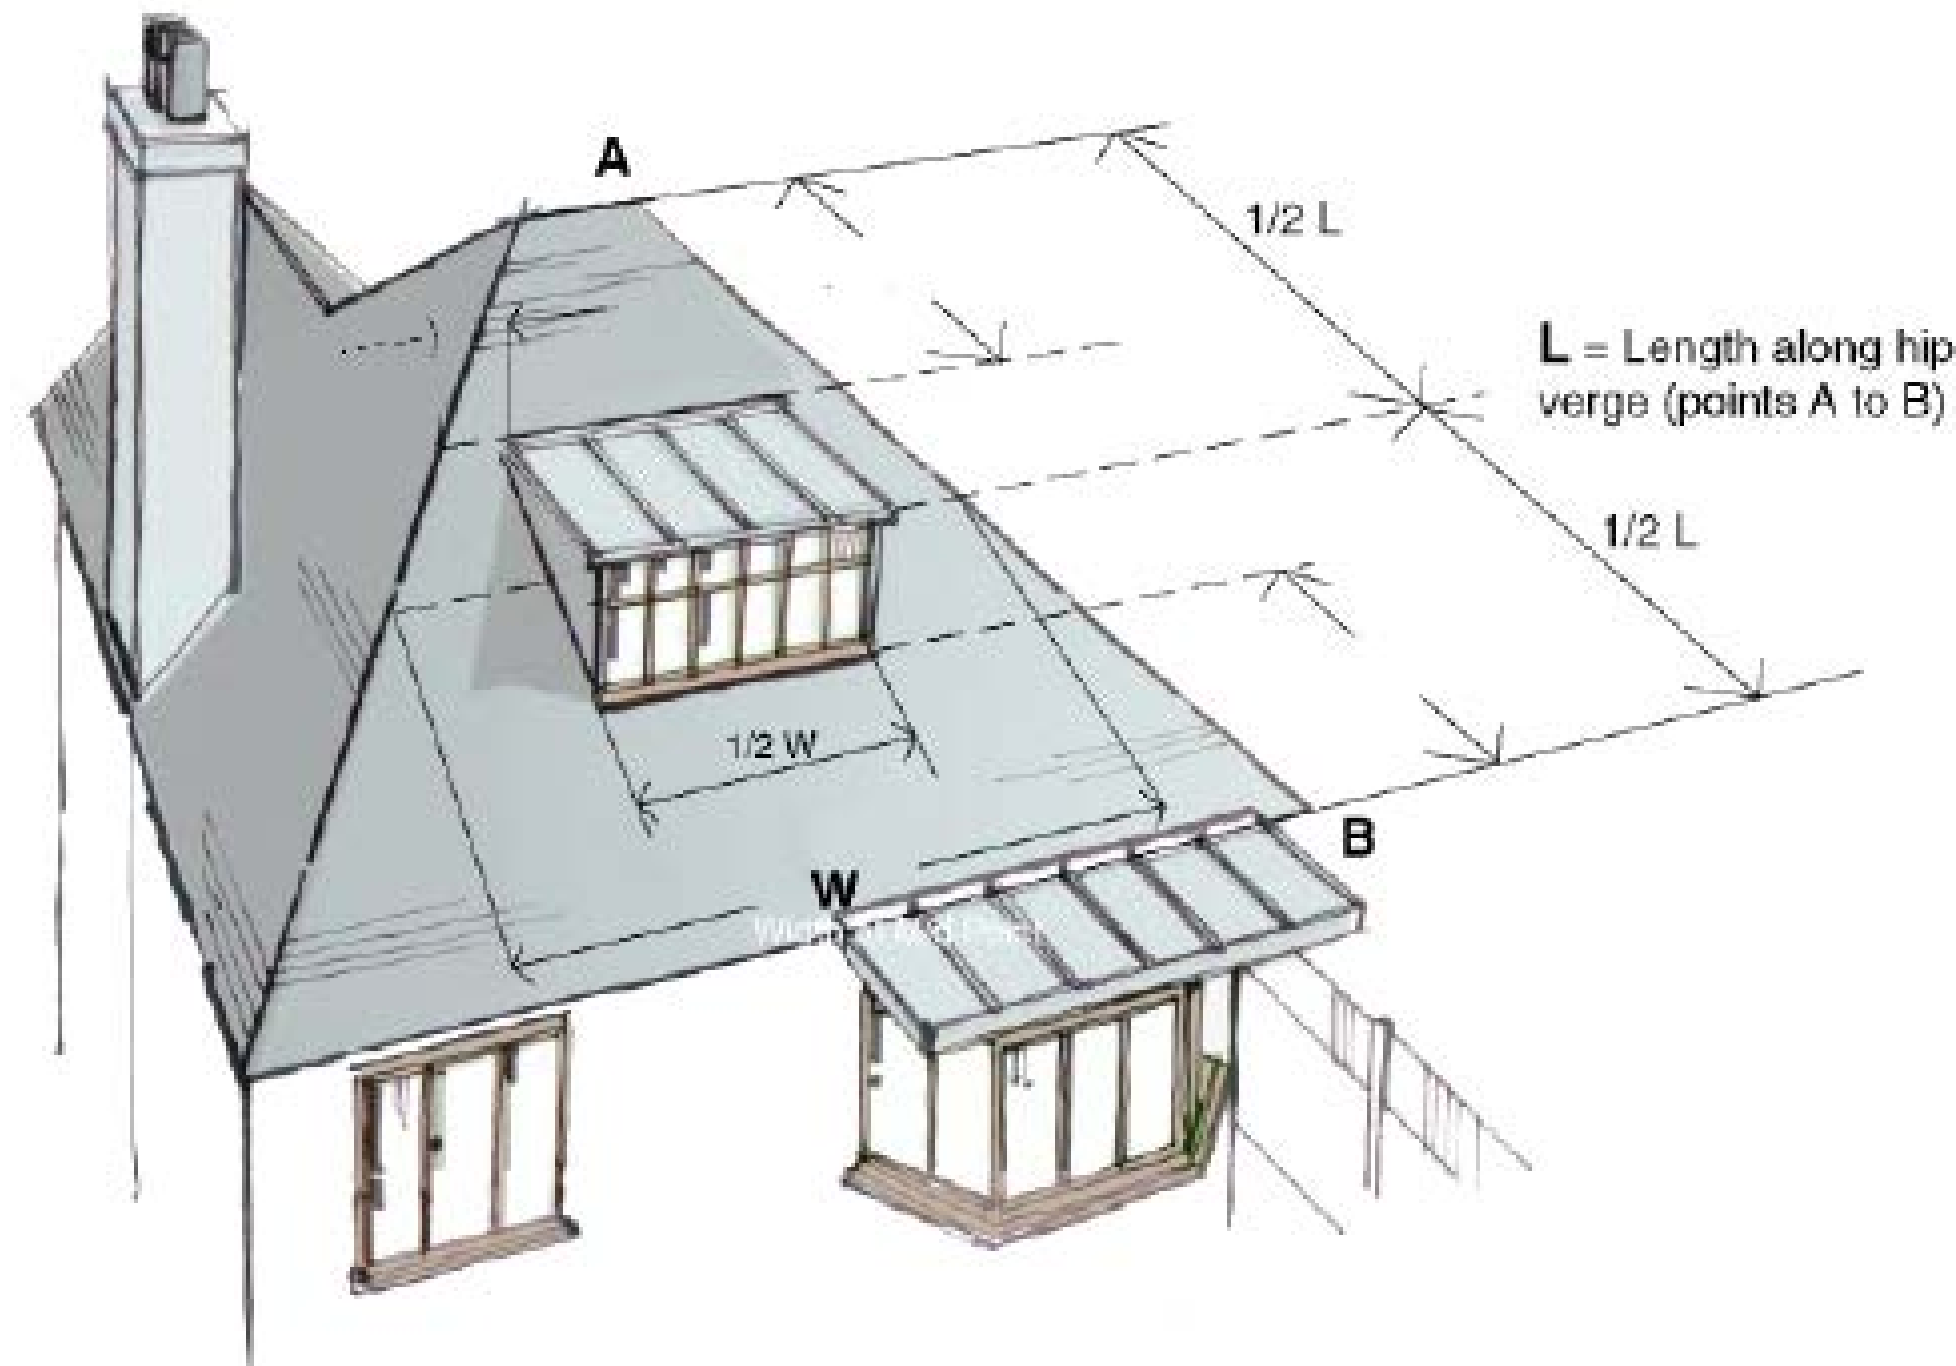 A
1/2 L
L = Length along hip
verge (points A to B)
1/2 L
1/2 W
B
W